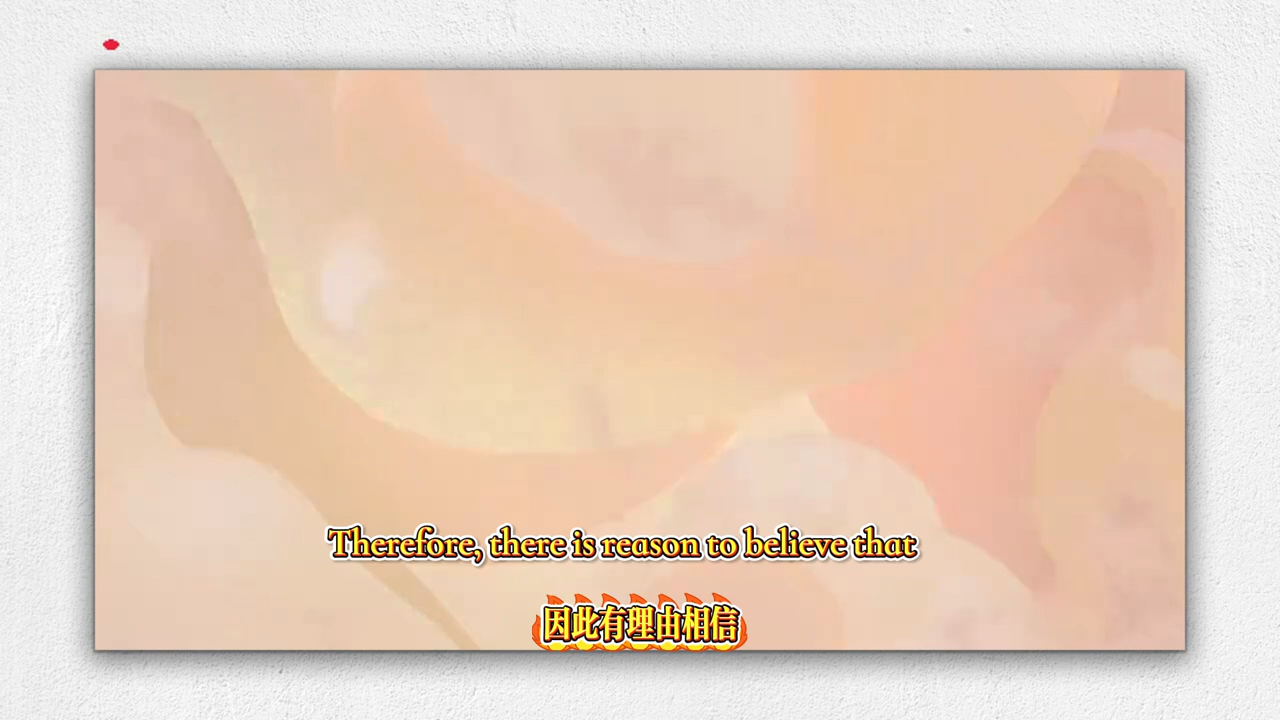 Therefore, there is reason to believe that
因此有理由相信